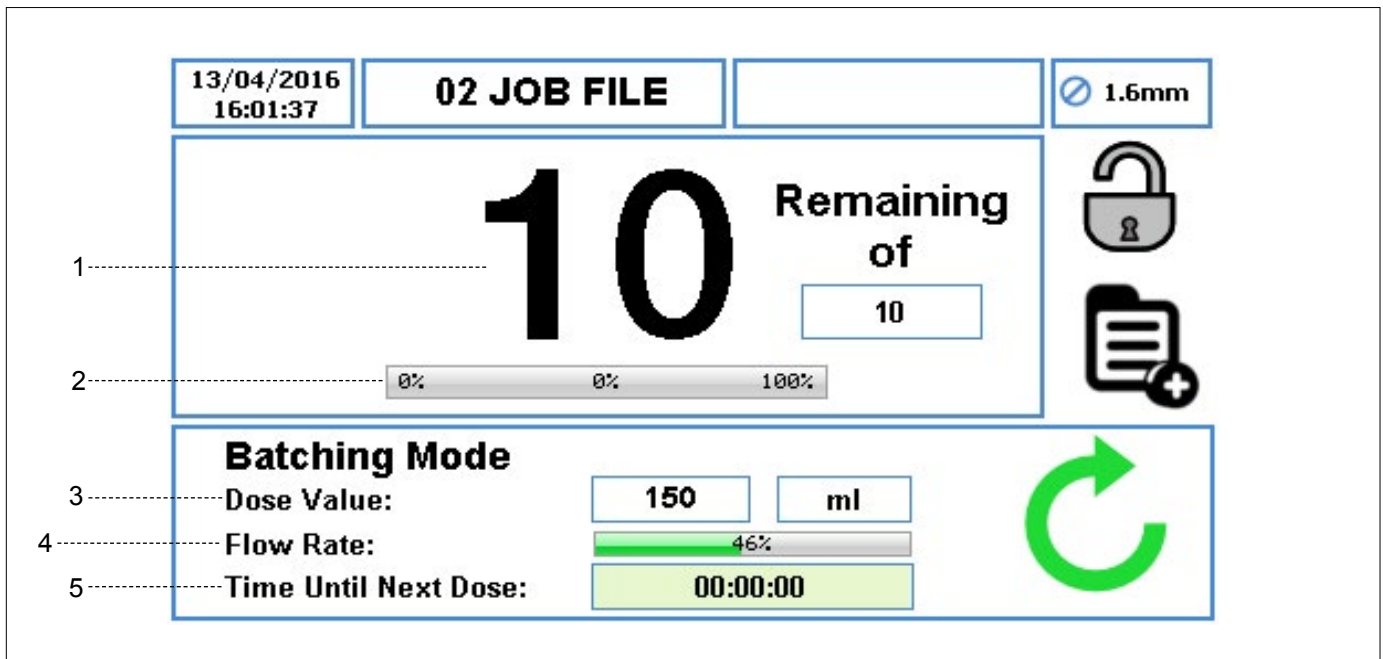 13/04/2016
16:01:37
02 JOB FILE
1.6mm
1
10
Remaining
of
10
2
0% 0% 100%
Batching Mode
3
Dose Value: 150 ml
4
Flow Rate: 46%
5
Time Until Next Dose: 00:00:00